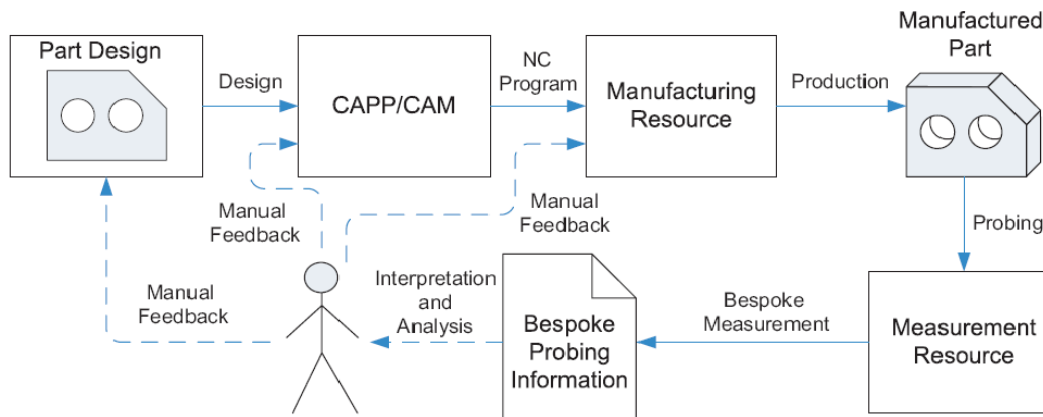 Part Design
Design
CAPP/CAM
NC
Program
Manufacturing
Resource
Production
Manufactured
Part
Manual
Feedback
Manual
Feedback
Probing
Manual
Feedback
Interpretation
and
Analysis
Bespoke
Probing
Information
Bespoke
Measurement
Measurement
Resource